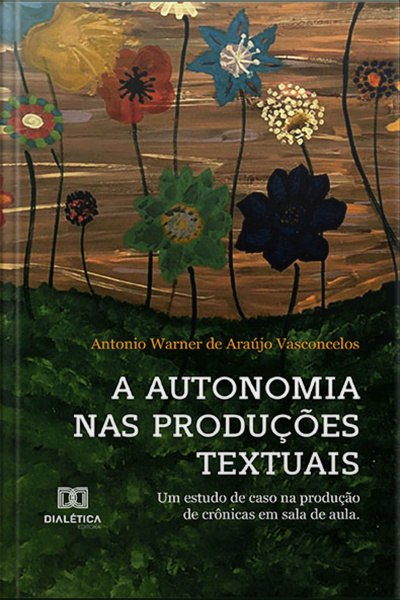 Antonio Warner de Araújo Vasconcelos
A AUTONOMIA
NAS PRODUÇÕES
TEXTUAIS
Um estudo de caso na produção
de crônicas em sala de aula.
DIALÉTICA
EDITORA